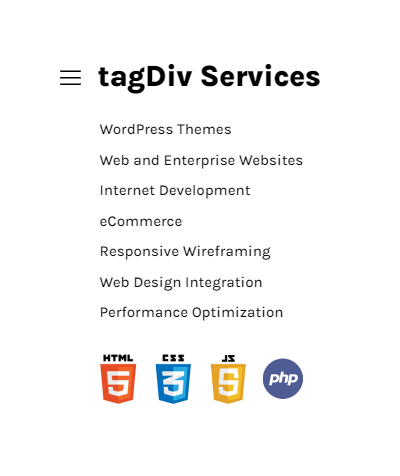 tagDiv Services
WordPress Themes
Web and Enterprise Websites
Internet Development
eCommerce
Responsive Wireframing
Web Design Integration
Performance Optimization
HTML CSS JS
5 3 5 php